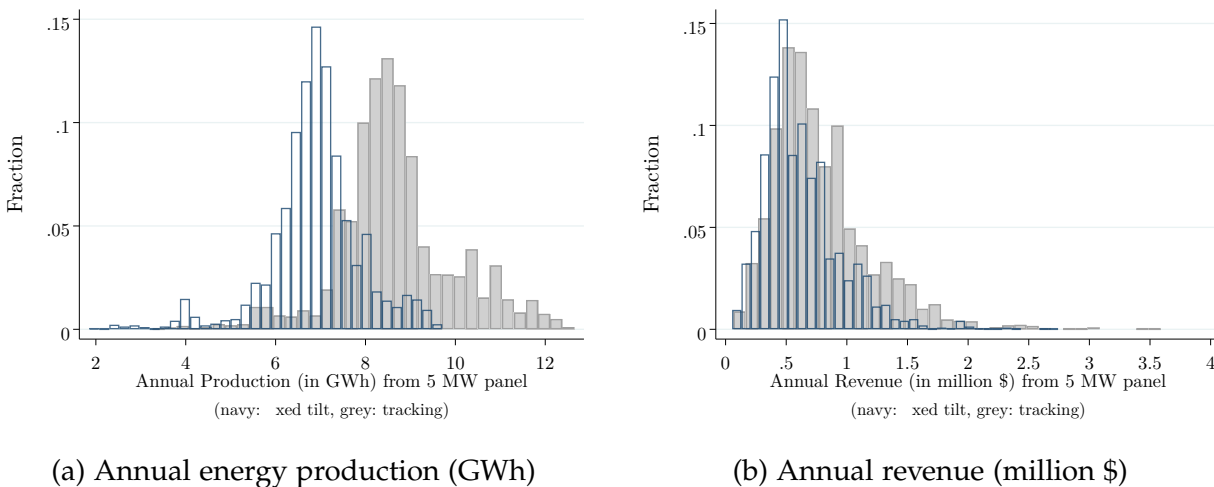 .15
.1
.05
0
Fraction
2 4 6 8 10 12
Annual Production (in GWh) from 5 MW panel
(navy: xed tilt, grey: tracking)
(a) Annual energy production (GWh)
.15
.1
.05
0
Fraction
0 .5 1 1.5 2 2.5 3 3.5 4
Annual Revenue (in million $) from 5 MW panel
(navy: xed tilt, grey: tracking)
(b) Annual revenue (million $)